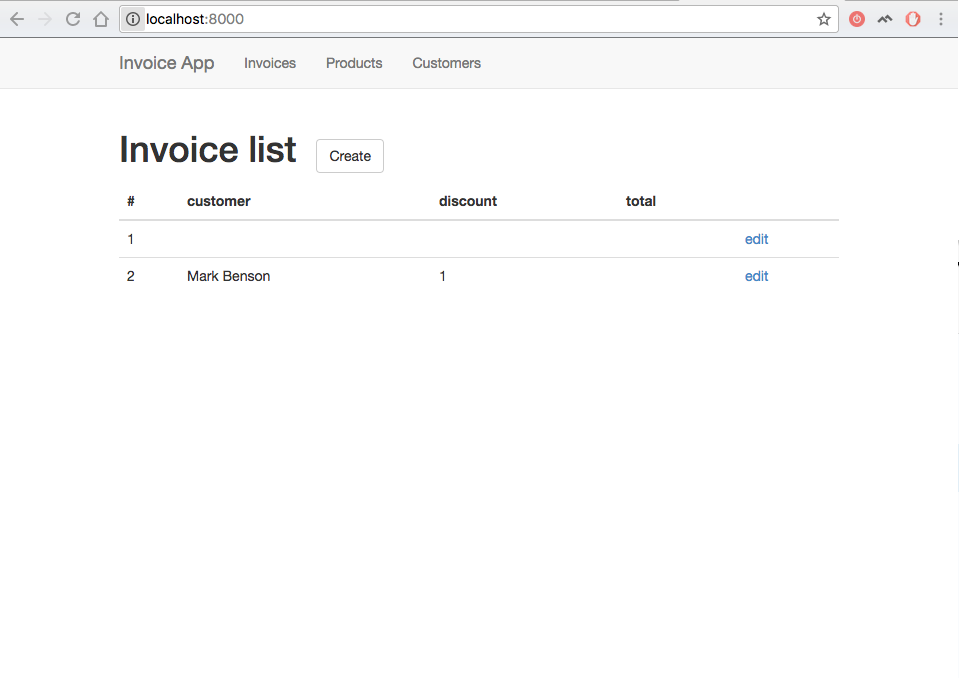 localhost:8000
Invoice App Invoices Products Customers
Invoice list Create
# customer discount total
1 edit
2 Mark Benson 1 edit